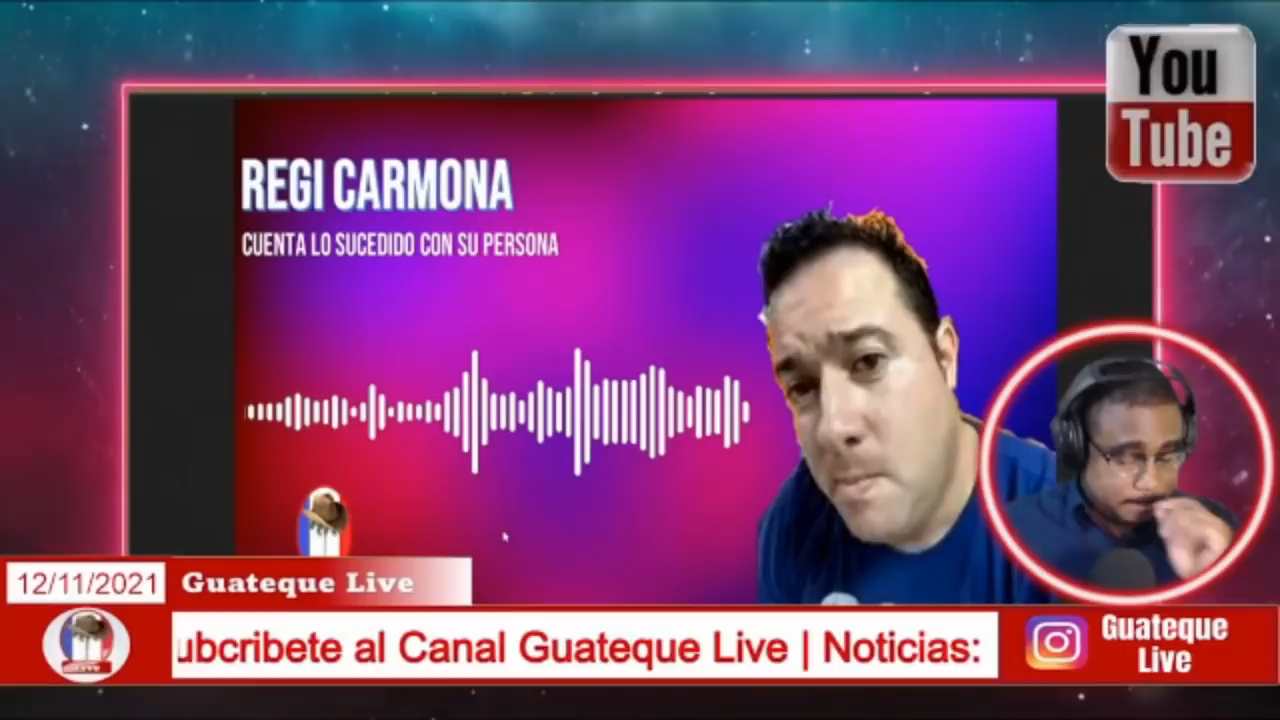 You
Tube
REGI CARMONA
CUENTA LO SUCEDIDO CON SU PERSONA
12/11/2021
Guateque Live
ubcribete al Canal Guateque Live | Noticias:
Guateque
Live